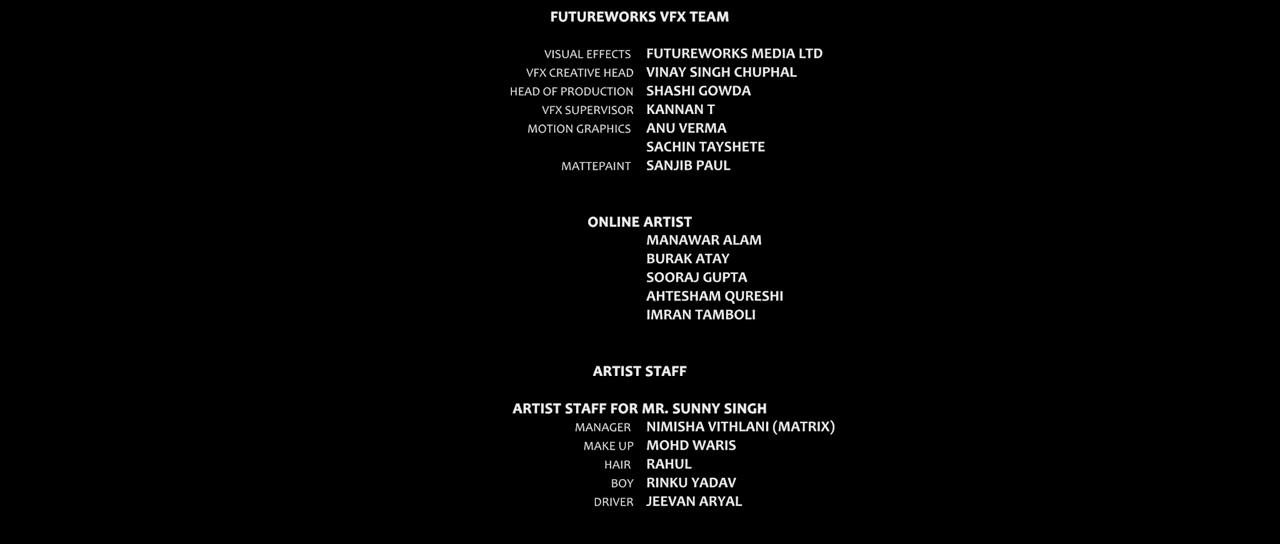 FUTUREWORKS VFX TEAM
VISUAL EFFECTS FUTUREWORKS MEDIA LTD
VFX CREATIVE HEAD VINAY SINGH CHUPHAL
HEAD OF PRODUCTION SHASHI GOWDA
VFX SUPERVISOR KANNAN T
MOTION GRAPHICS ANU VERMA
SACHIN TAYSHETE
MATTEPAINT SANJIB PAUL
ONLINE ARTIST
MANAWAR ALAM
BURAK ATAY
SOORAJ GUPTA
AHTESHAM QURESHI
IMRAN TAMBOLI
ARTIST STAFF
ARTIST STAFF FOR MR. SUNNY SINGH
MANAGER NIMISHA VITHLANI (MATRIX)
MAKE UP MOHD WARIS
HAIR RAHUL
BOY RINKU YADAV
DRIVER JEEVAN ARYAL